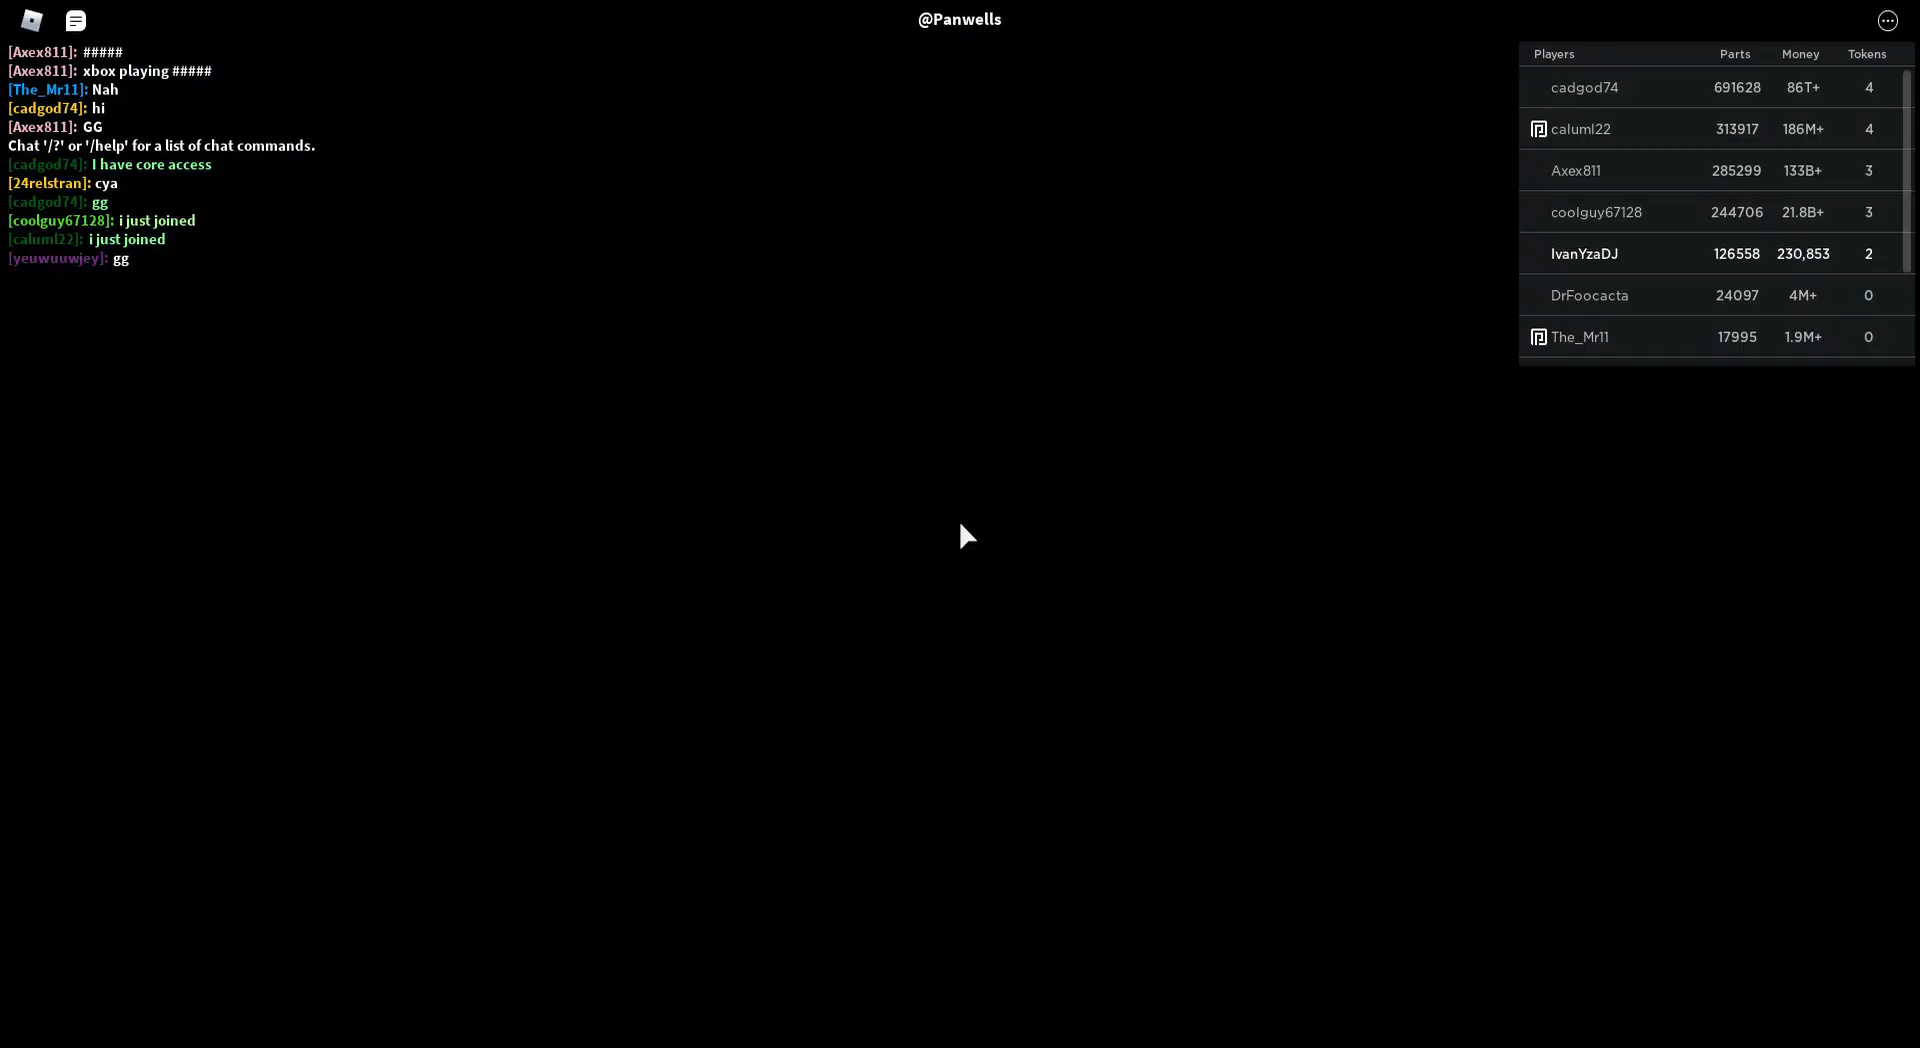 @Panwells
[Axex811]: #####
[Axex811]: xbox playing #####
[The_Mr11]: Nah
[cadgod74]: hi
[Axex811]: GG
Chat '/?' or '/help' for a list of chat commands.
[cadgod74]: I have core access
[24relstran]: cya
[cadgod74]: gg
[coolguy67128]: i just joined
[caluml22]: i just joined
[yeuwuuwjey]: gg
Players Parts Money Tokens
cadgod74 691628 86T+ 4
caluml22 313917 186M+ 4
Axex811 285299 133B+ 3
coolguy67128 244706 21.8B+ 3
IvanYzaDJ 126558 230,853 2
DrFoocacta 24097 4M+ 0
The_Mr11 17995 1.9M+ 0